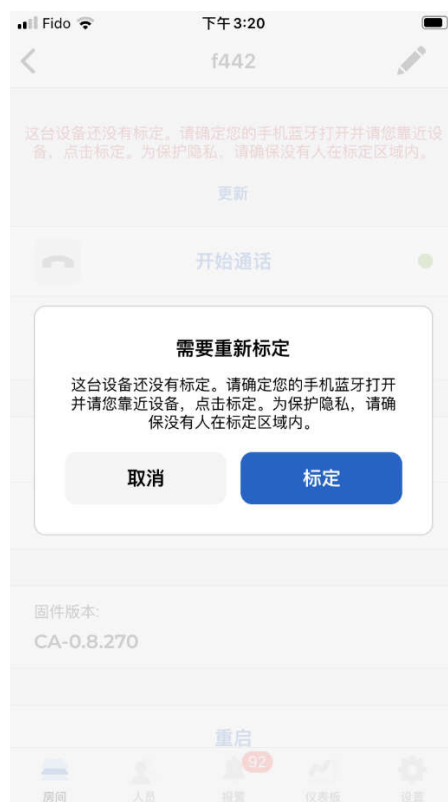 Fido
下午3:20
f442
这台设备还没有标定。请确定您的手机蓝牙打开并请您靠近设
备，点击标定。为保护隐私，请确保没有人在标定区域内。
更新
开始通话
需要重新标定
这台设备还没有标定。请确定您的手机蓝牙打开
并请您靠近设备，点击标定。为保护隐私，请确
保没有人在标定区域内。
取消
标定
固件版本:
CA-0.8.270
重启
92
房间
人员
报警
仪表板
设置